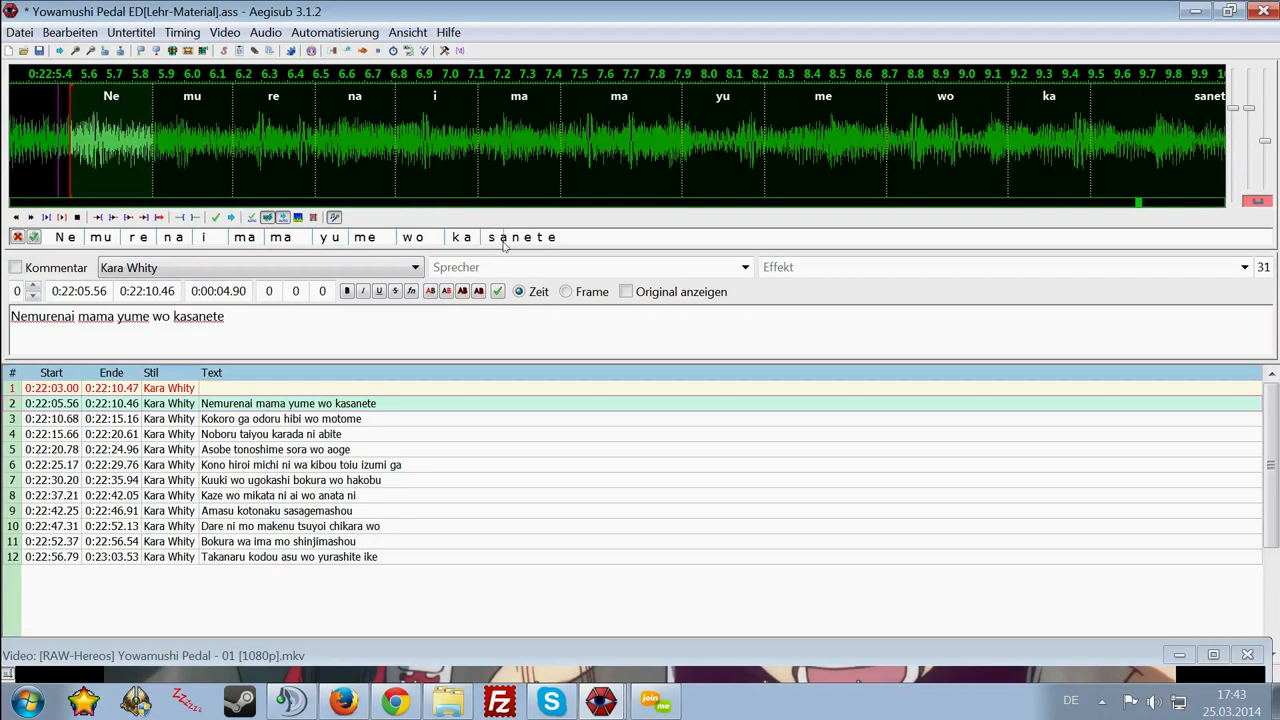 * Yowamushi Pedal ED[Lehr-Material].ass - Aegisub 3.1.2
Datei Bearbeiten Untertitel Timing Video Audio Automatisierung Ansicht Hilfe
0:22:5.4 5.6 5.7 5.8 5.9 6.0 6.1 6.2 6.3 6.4 6.5 6.6 6.7 6.8 6.9 7.0 7.1 7.2 7.3 7.4 7.5 7.6 7.7 7.8 7.9 8.0 8.1 8.2 8.3 8.4 8.5 8.6 8.7 8.8 8.9 9.0 9.1 9.2 9.3 9.4 9.5 9.6 9.7 9.8 9.9 10
Ne mu re na i ma ma yu me wo ka sanet
Ne mu re na i ma ma yu me wo ka sanete
Kommentar Kara Whity Sprecher Effekt 31
0 0:22:05.56 0:22:10.46 0:00:04.90 0 0 0 B I U S fn AB AB AB AB Zeit Frame Original anzeigen
Nemurenai mama yume wo kasanete
# Start Ende Stil Text
1 0:22:03.00 0:22:10.47 Kara Whity
2 0:22:05.56 0:22:10.46 Kara Whity Nemurenai mama yume wo kasanete
3 0:22:10.68 0:22:15.16 Kara Whity Kokoro ga odoru hibi wo motome
4 0:22:15.66 0:22:20.61 Kara Whity Noboru taiyou karada ni abite
5 0:22:20.78 0:22:24.96 Kara Whity Asobe tonoshime sora wo aoge
6 0:22:25.17 0:22:29.76 Kara Whity Kono hiroi michi ni wa kibou toiu izumi ga
7 0:22:30.20 0:22:35.94 Kara Whity Kuuki wo ugokashi bokura wo hakobu
8 0:22:37.21 0:22:42.05 Kara Whity Kaze wo mikata ni ai wo anata ni
9 0:22:42.25 0:22:46.91 Kara Whity Amasu kotonaku sasagemashou
10 0:22:47.31 0:22:52.13 Kara Whity Dare ni mo makenu tsuyoi chikara wo
11 0:22:52.37 0:22:56.54 Kara Whity Bokura wa ima mo shinjimashou
12 0:22:56.79 0:23:03.53 Kara Whity Takanaru kodou asu wo yurashite ike
Video: [RAW-Hereos] Yowamushi Pedal - 01 [1080p].mkv
join me
DE
17:43
25.03.2014